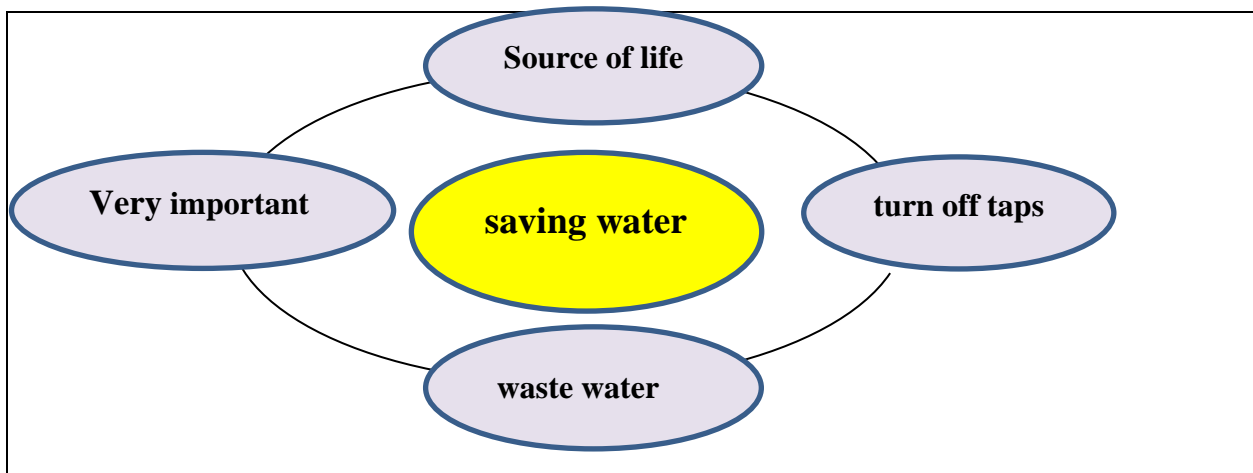 Source of life
Very important
saving water
turn off taps
waste water